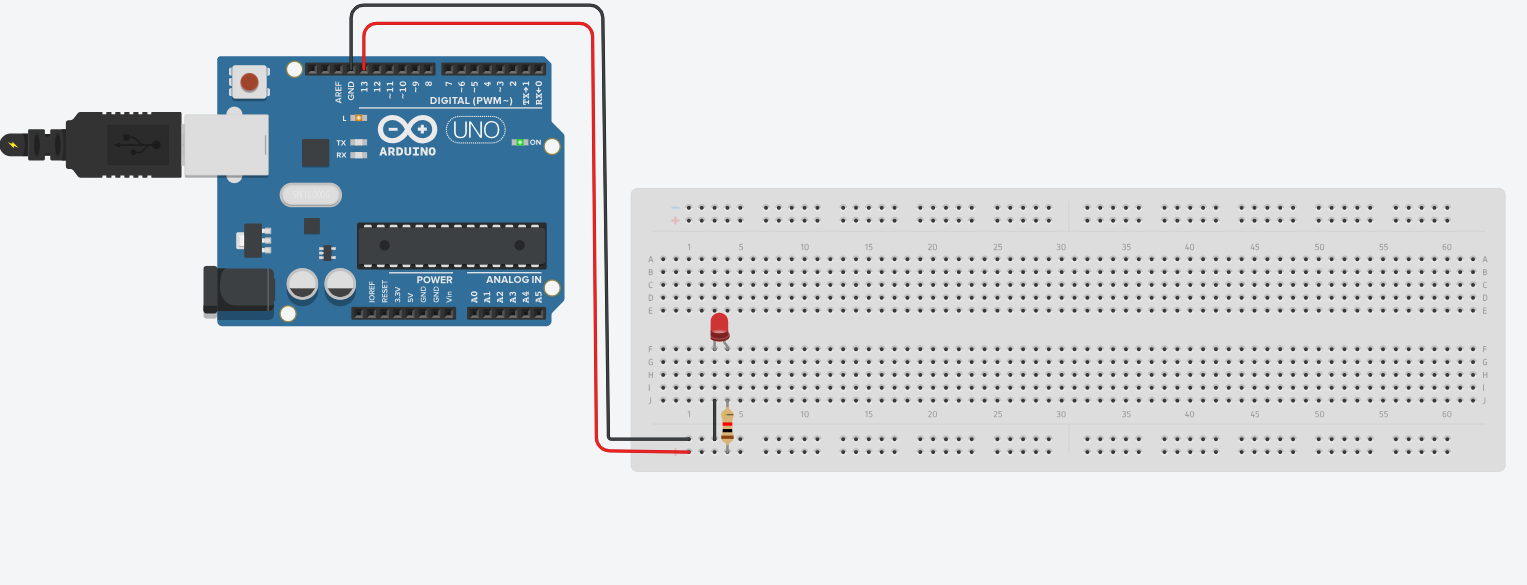 AREF
GND
13
12
~11
~10
~9
8
7
~6
~5
4
~3
2
TX→1
RX←0
DIGITAL (PWM~)
L
TX
RX
UNO
ARDUINO
ON
POWER
ANALOG IN
IOREF
RESET
3.3V
5V
GND
GND
Vin
A0
A1
A2
A3
A4
A5
− 
+
1 5 10 15 20 25 30 35 40 45 50 55 60
A A
B B
C C
D D
E E
F F
G G
H H
I I
J J
1 5 10 15 20 25 30 35 40 45 50 55 60